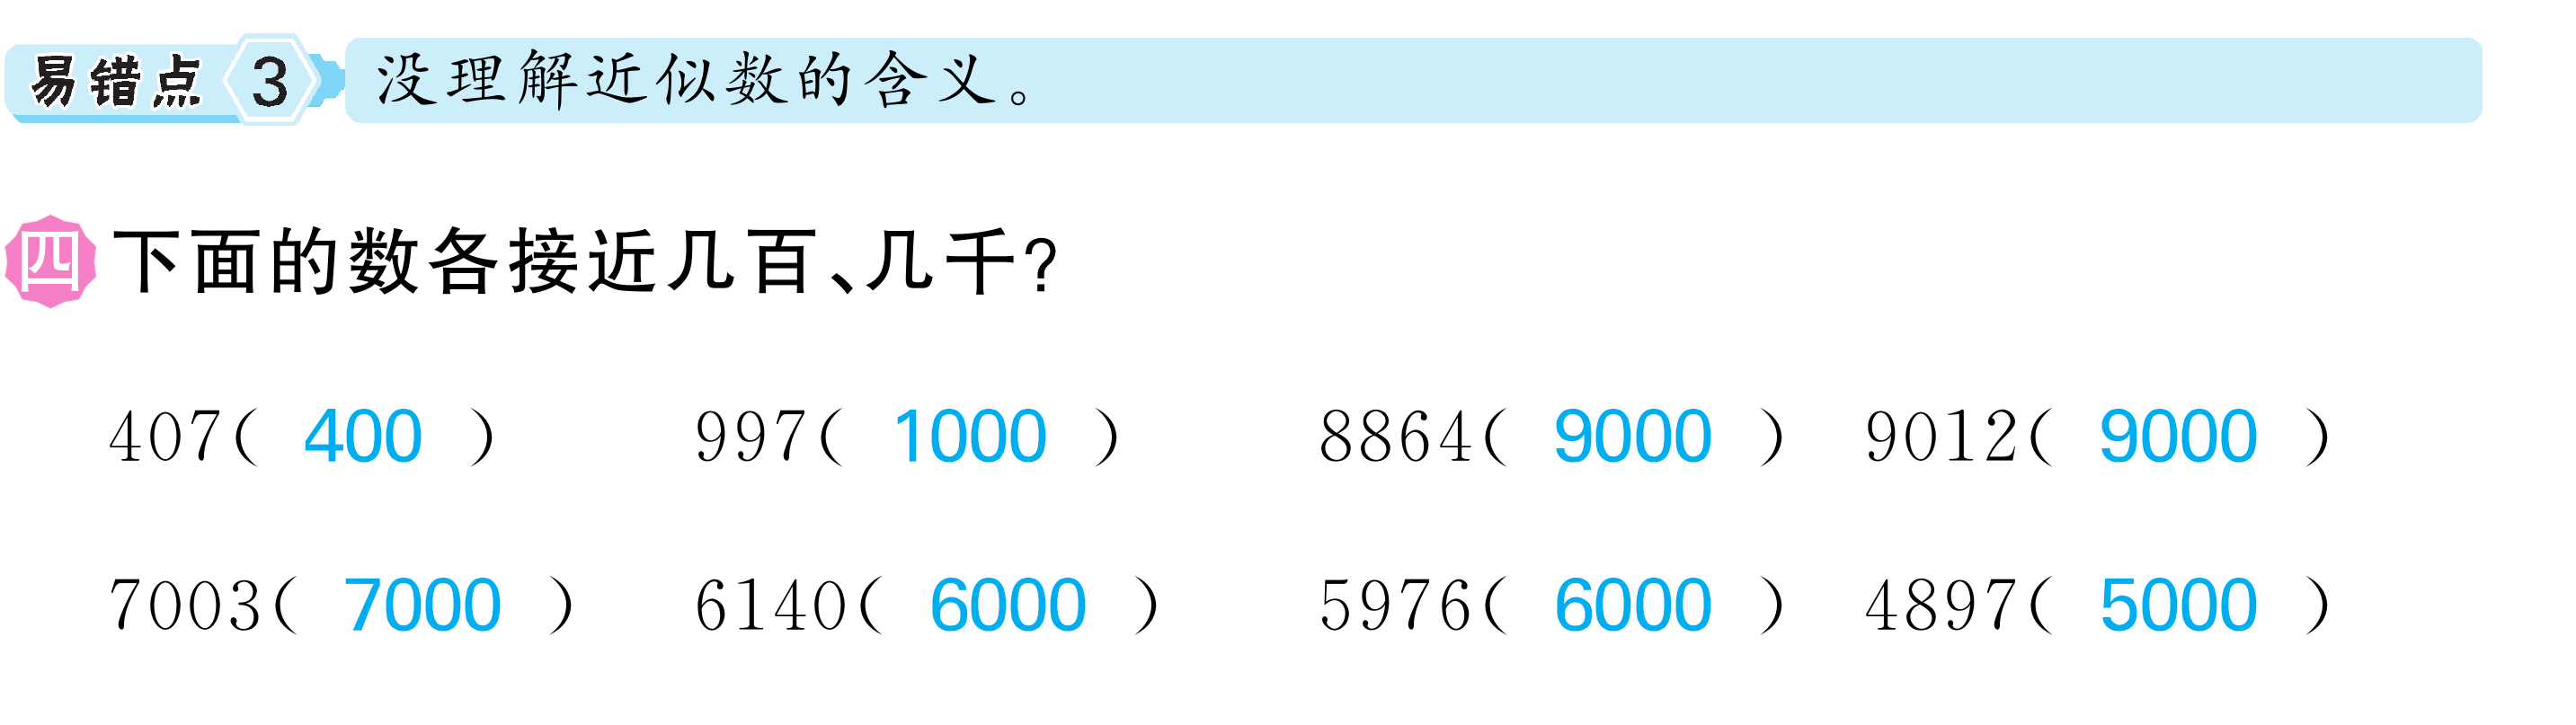 易错点 3 没理解近似数的含义。
四 下面的数各接近几百、几千?
407( 400 ) 997( 1000 ) 8864( 9000 ) 9012( 9000 )
7003( 7000 ) 6140( 6000 ) 5976( 6000 ) 4897( 5000 )